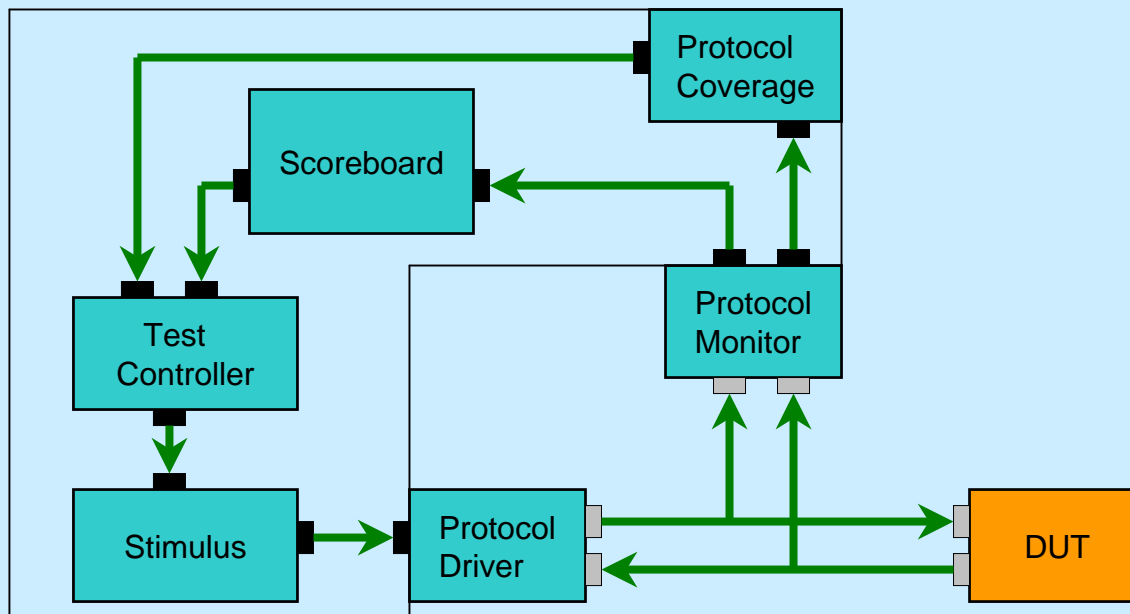 Protocol
Coverage
Scoreboard
Protocol
Monitor
Test
Controller
Stimulus
Protocol
Driver
DUT